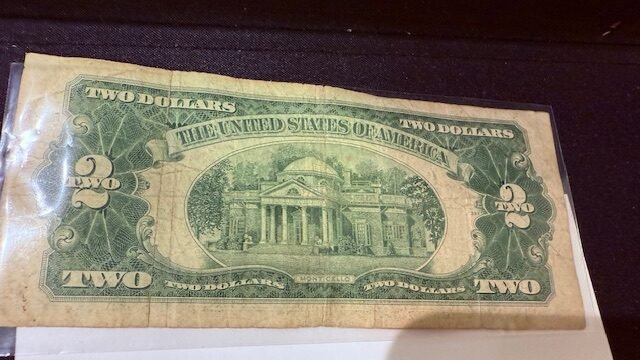 TWO DOLLARS
THE UNITED STATES OF AMERICA
TWO DOLLARS
2
TWO
2
TWO
MONTICELLO
TWO
TWO DOLLARS
TWO DOLLARS
TWO